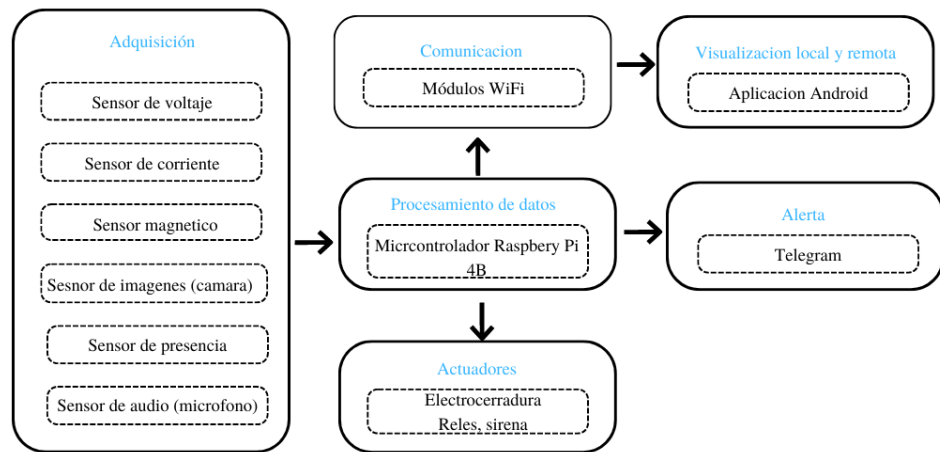 Adquisición
Sensor de voltaje
Sensor de corriente
Sensor magnetico
Sesnor de imagenes (camara)
Sensor de presencia
Sensor de audio (microfono)
Comunicacion
Módulos WiFi
Visualizacion local y remota
Aplicacion Android
Procesamiento de datos
Micrcontrolador Raspbery Pi
4B
Alerta
Telegram
Actuadores
Electrocerradura
Reles, sirena